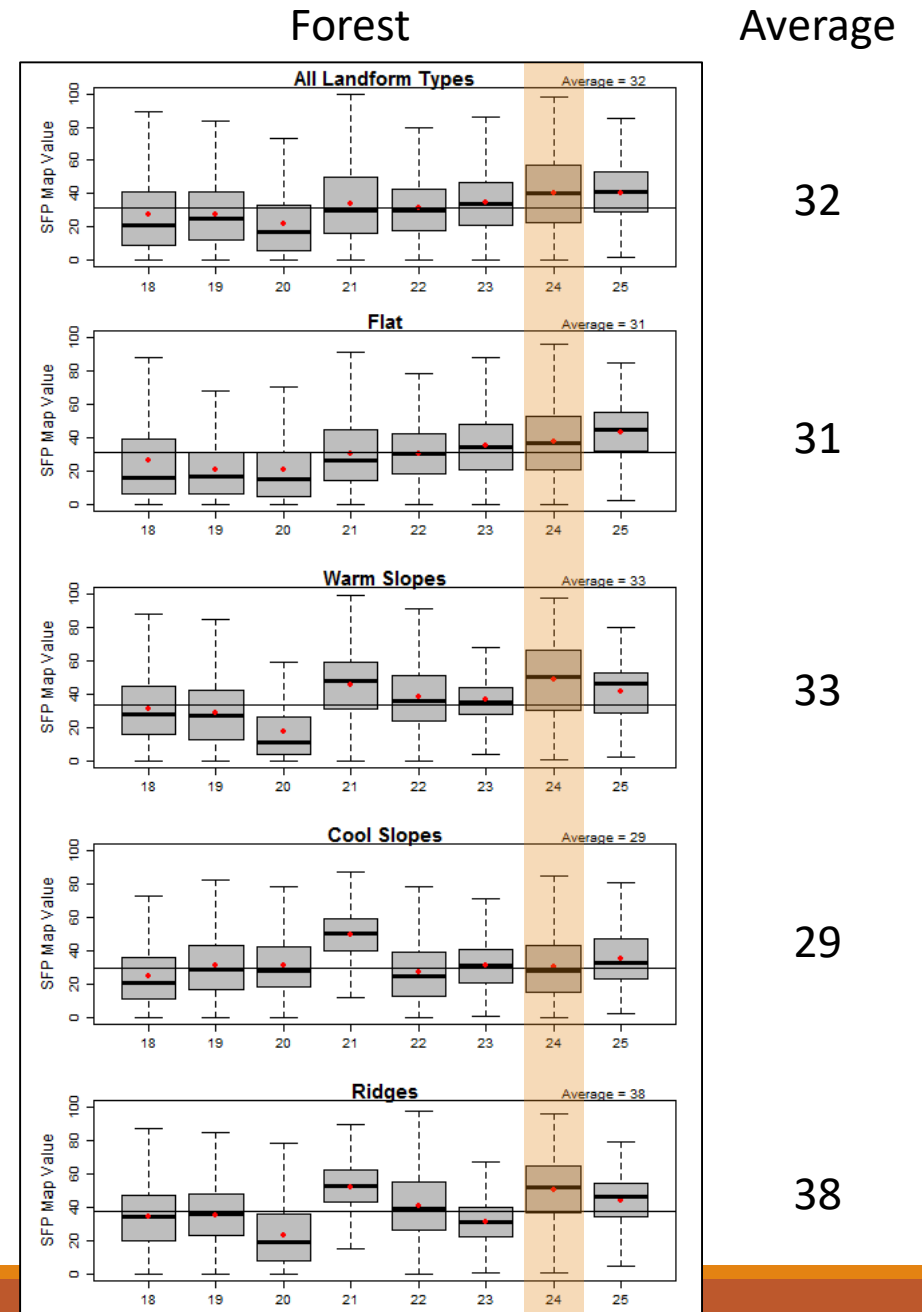 Forest Average
All Landform Types Average = 32
SFP Map Value
0 20 40 60 80 100
18 19 20 21 22 23 24 25
32
Flat Average = 31
SFP Map Value
0 20 40 60 80 100
18 19 20 21 22 23 24 25
31
Warm Slopes Average = 33
SFP Map Value
0 20 40 60 80 100
18 19 20 21 22 23 24 25
33
Cool Slopes Average = 29
SFP Map Value
0 20 40 60 80 100
18 19 20 21 22 23 24 25
29
Ridges Average = 38
SFP Map Value
0 20 40 60 80 100
18 19 20 21 22 23 24 25
38